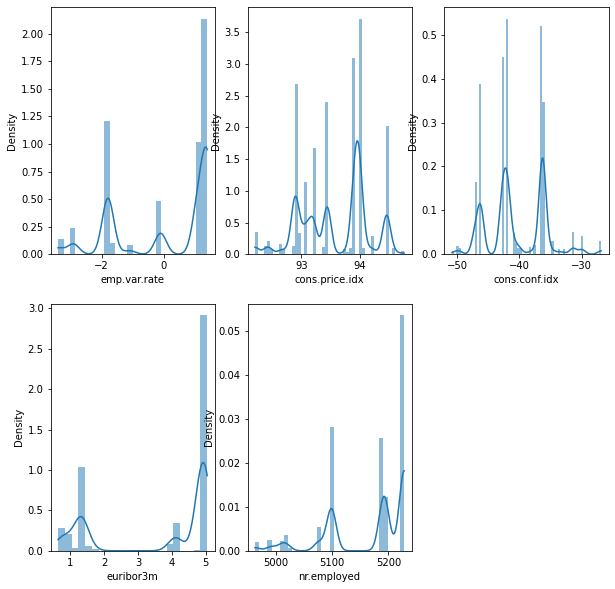 2.00
1.75
1.50
1.25
1.00
0.75
0.50
0.25
0.00
Density
−2 0
emp.var.rate
3.5
3.0
2.5
2.0
1.5
1.0
0.5
0.0
Density
93 94
cons.price.idx
0.5
0.4
0.3
0.2
0.1
0.0
Density
−50 −40 −30
cons.conf.idx
3.0
2.5
2.0
1.5
1.0
0.5
0.0
Density
1 2 3 4 5
euribor3m
0.05
0.04
0.03
0.02
0.01
0.00
Density
5000 5100 5200
nr.employed